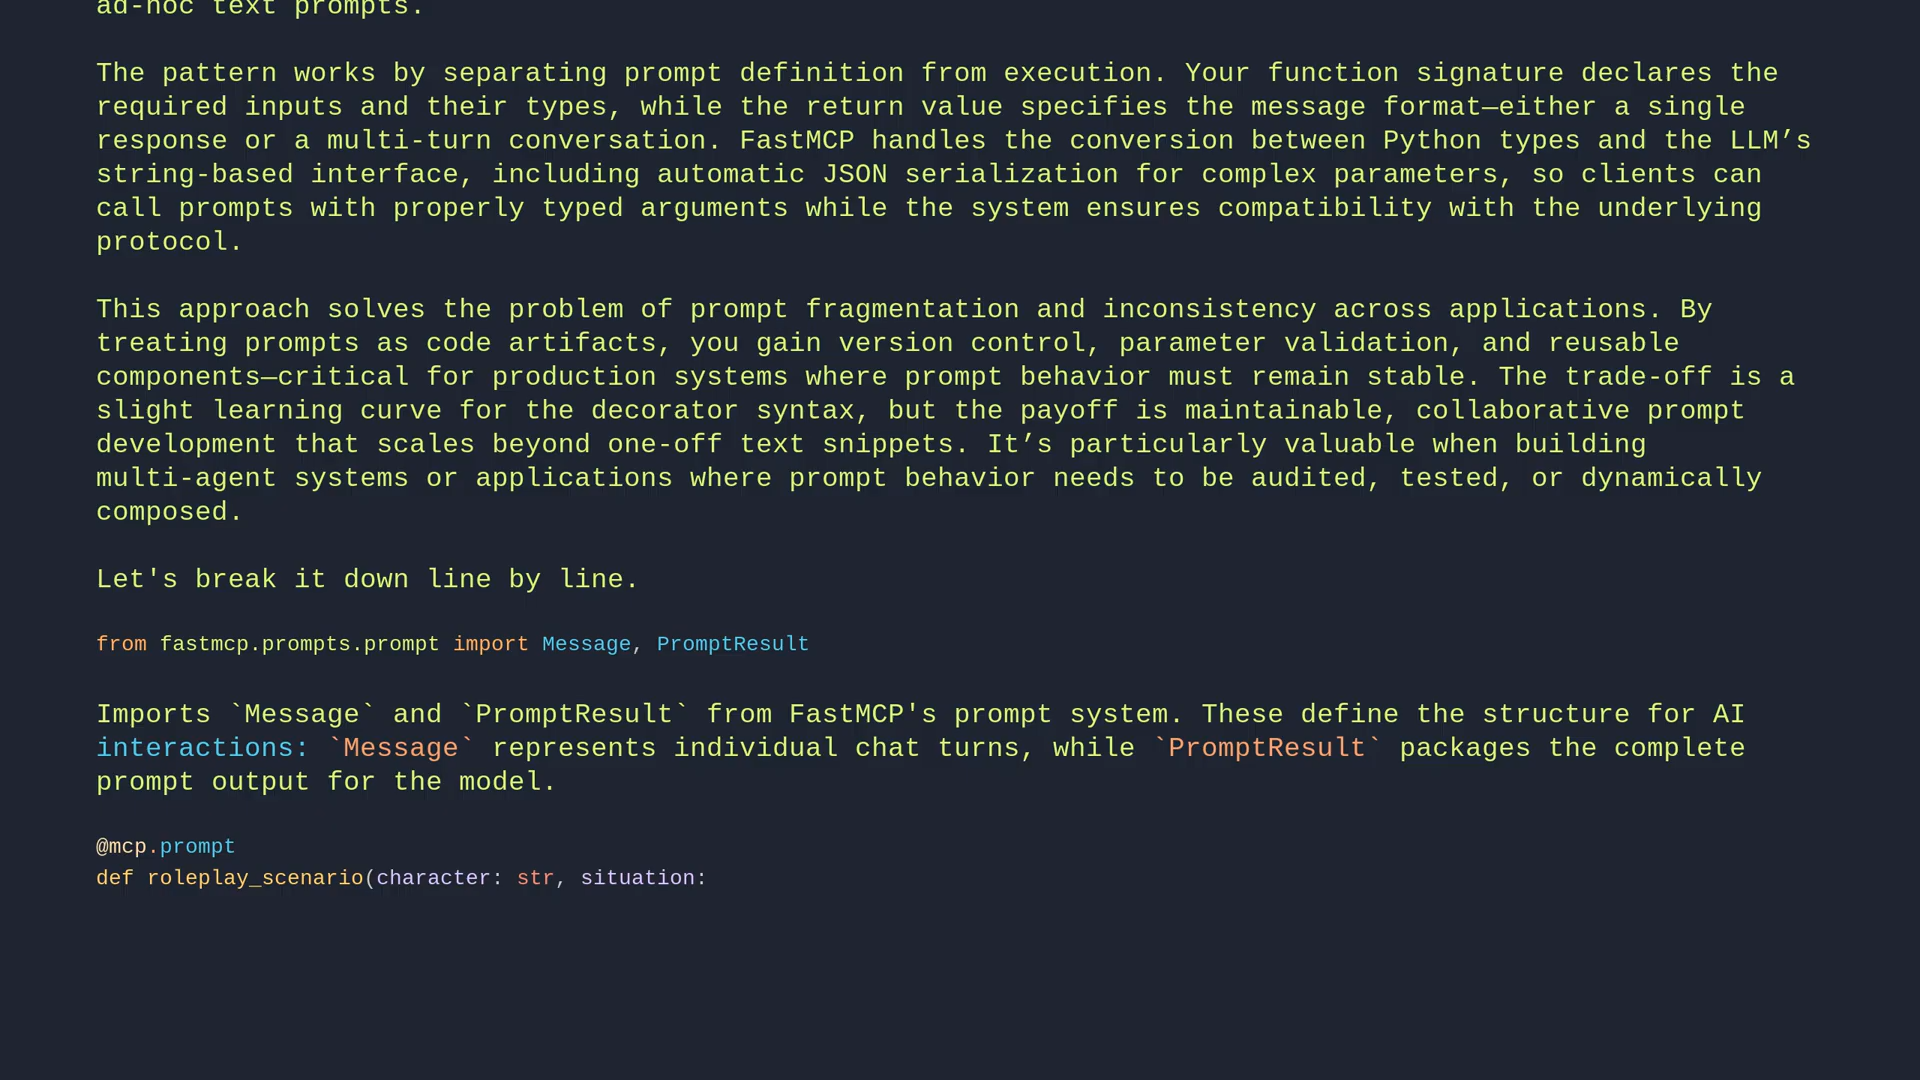 ad-hoc text prompts.
The pattern works by separating prompt definition from execution. Your function signature declares the
required inputs and their types, while the return value specifies the message format—either a single
response or a multi-turn conversation. FastMCP handles the conversion between Python types and the LLM’s
string-based interface, including automatic JSON serialization for complex parameters, so clients can
call prompts with properly typed arguments while the system ensures compatibility with the underlying
protocol.
This approach solves the problem of prompt fragmentation and inconsistency across applications. By
treating prompts as code artifacts, you gain version control, parameter validation, and reusable
components—critical for production systems where prompt behavior must remain stable. The trade-off is a
slight learning curve for the decorator syntax, but the payoff is maintainable, collaborative prompt
development that scales beyond one-off text snippets. It’s particularly valuable when building
multi-agent systems or applications where prompt behavior needs to be audited, tested, or dynamically
composed.
Let's break it down line by line.
from fastmcp.prompts.prompt import Message, PromptResult
Imports `Message` and `PromptResult` from FastMCP's prompt system. These define the structure for AI
interactions: `Message` represents individual chat turns, while `PromptResult` packages the complete
prompt output for the model.
@mcp.prompt
def roleplay_scenario(character: str, situation: